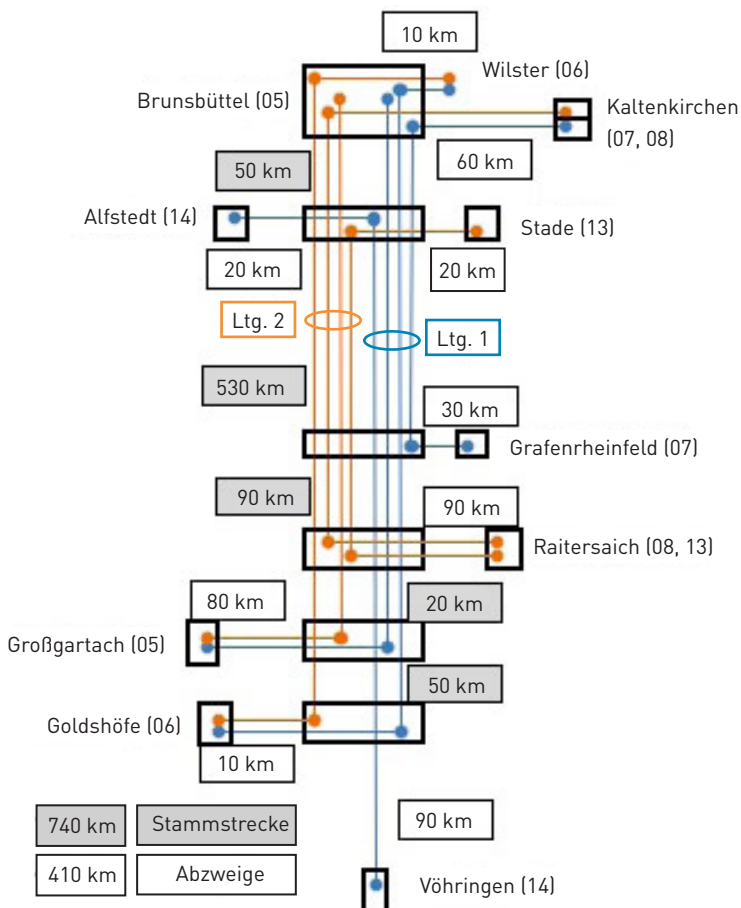 10 km
Wilster (06)
Brunsbüttel (05)
Kaltenkirchen
(07, 08)
60 km
50 km
Alfstedt (14)
Stade (13)
20 km
20 km
Ltg. 2
Ltg. 1
530 km
30 km
Grafenrheinfeld (07)
90 km
90 km
Raitersaich (08, 13)
80 km
20 km
Großgartach (05)
50 km
Goldshöfe (06)
10 km
740 km
Stammstrecke
90 km
410 km
Abzweige
Vöhringen (14)